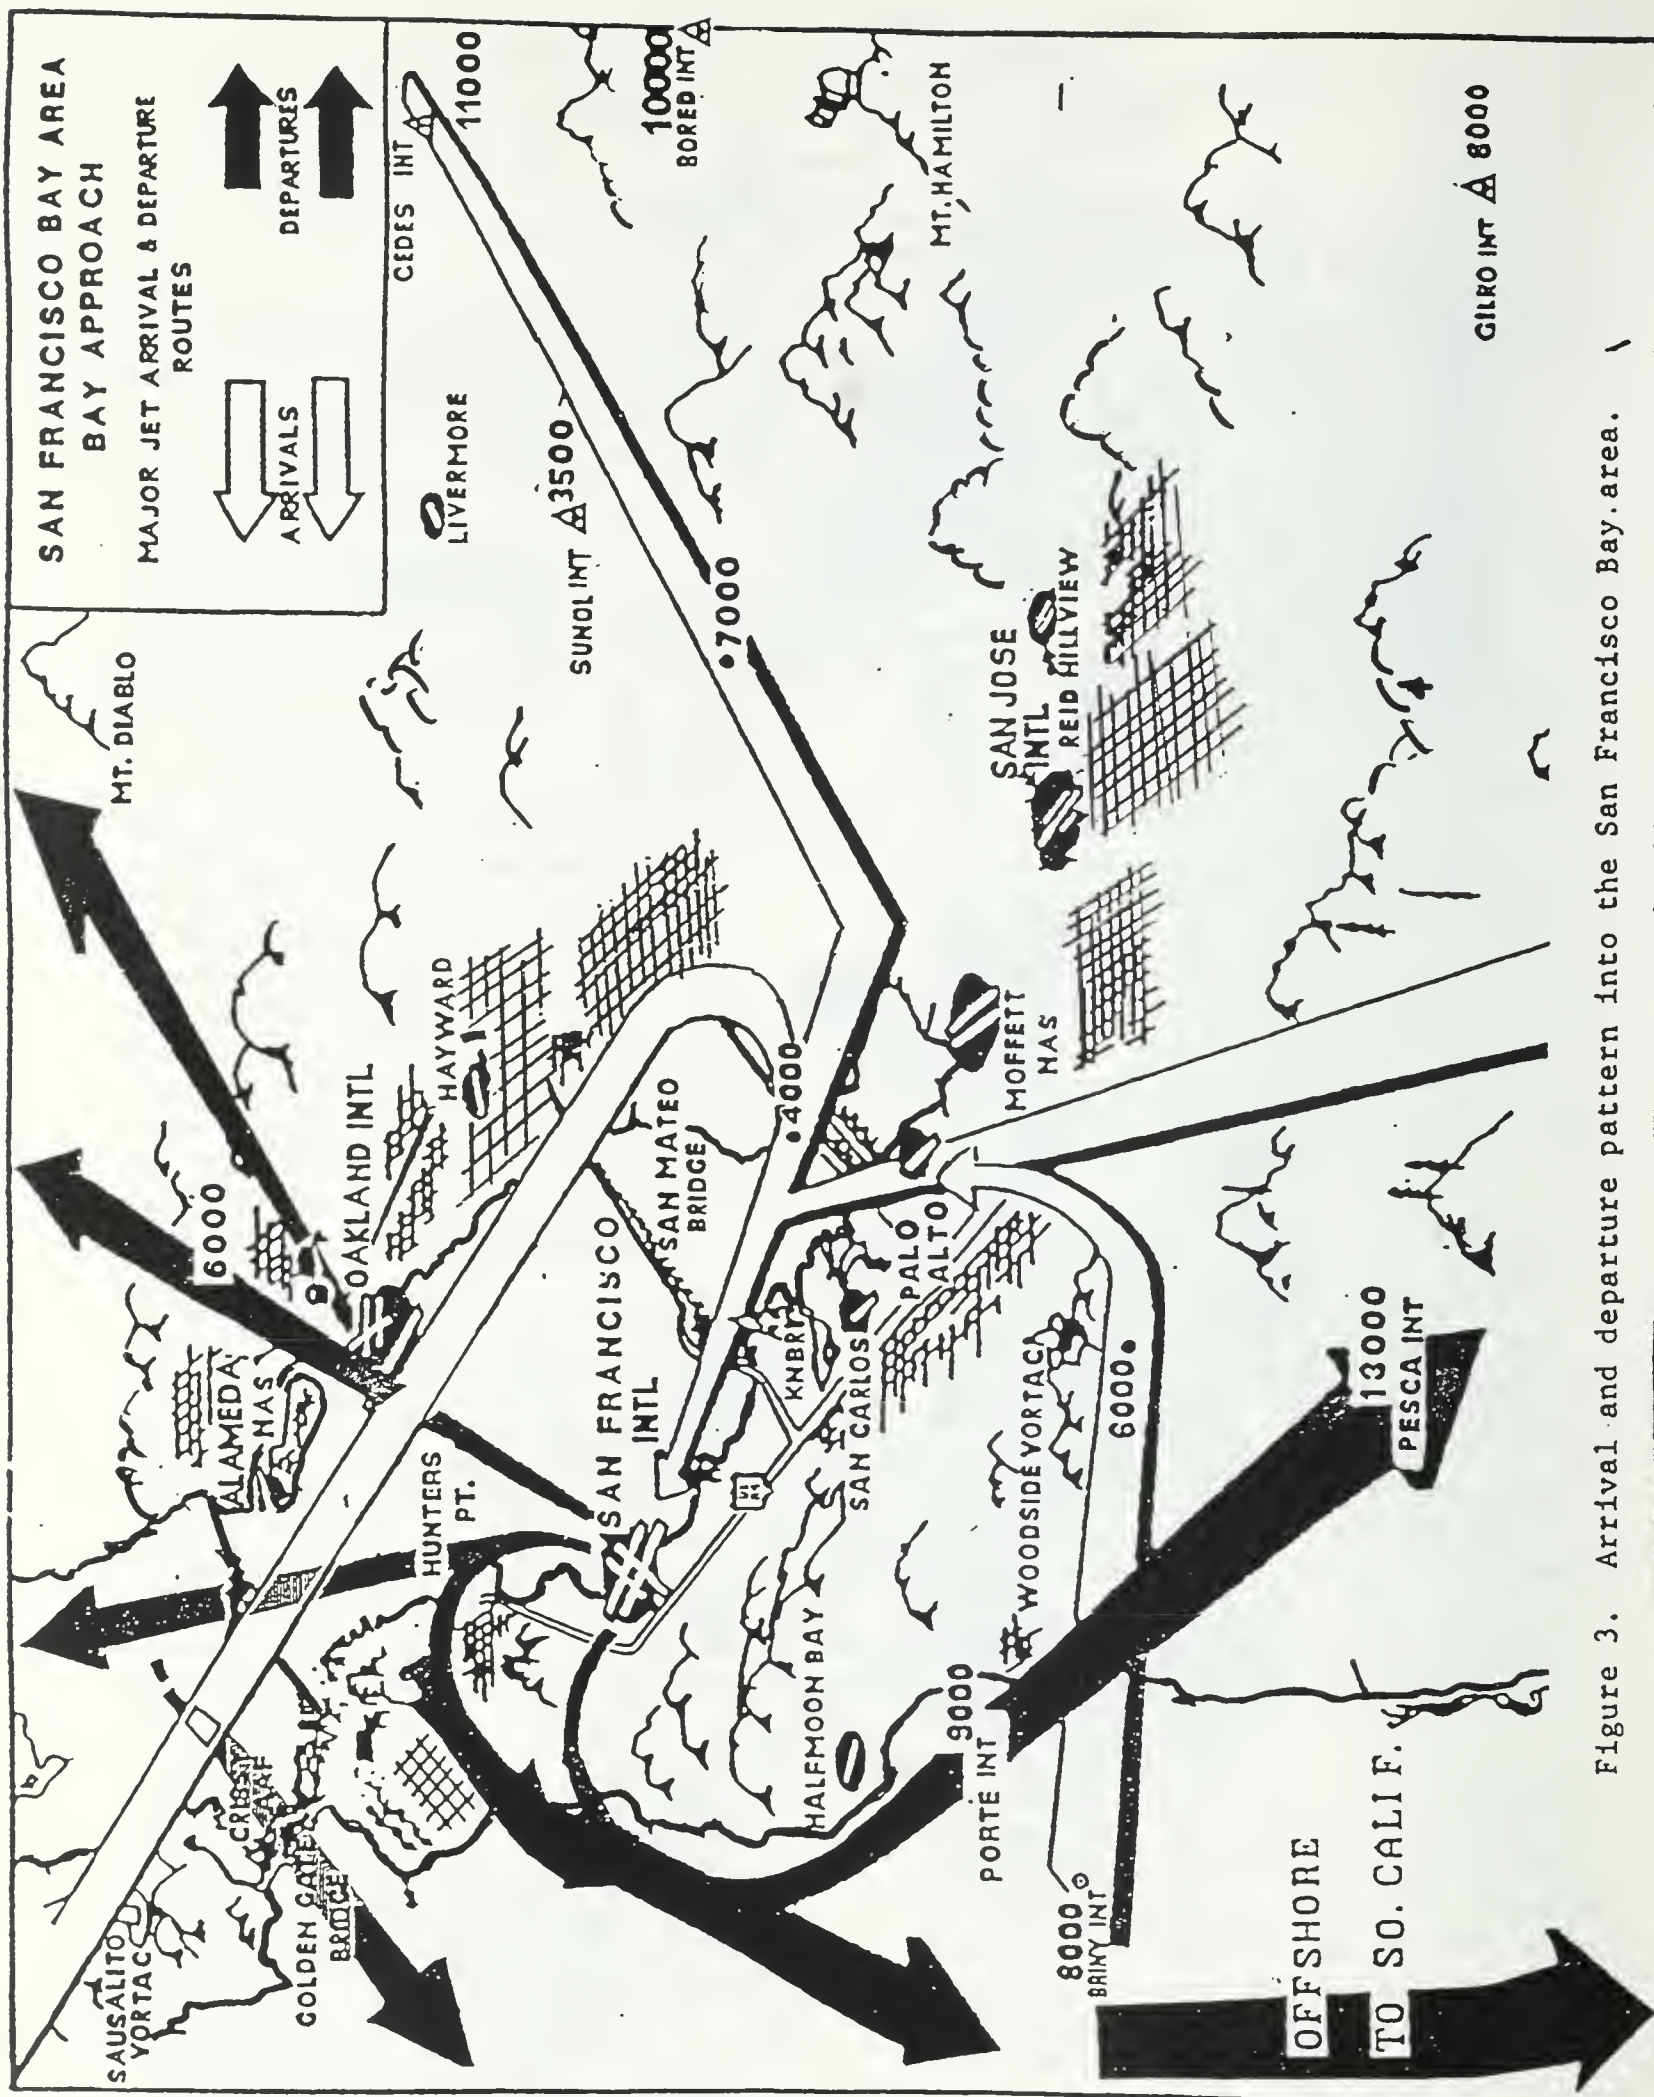 SAN FRANCISCO BAY AREA
BAY APPROACH
MAJOR JET ARRIVAL & DEPARTURE
ROUTES
ARRIVALS
DEPARTURES
CEDES INT
11000
10000
BORED INT
MT. HAMILTON
GILRO INT 8000
LIVERMORE
SUNOL INT 3500
7000
MT. DIABLO
SAN JOSE
INTL
REID HILLVIEW
HAYWARD
OAKLAND INTL
6000
MOFFETT
NAS
4000
SAN MATEO
BRIDGE
PALO
ALTO
ALAMEDA
NAS
SAN FRANCISCO
INTL
KNBR
SAN CARLOS
HUNTERS
PT.
WOODSIDE VORTAC
6000
13000
PESCA INT
HALFMOON BAY
PORTE INT 9000
CRISSY
GOLDEN GATE
BRIDGE
SAUSALITO
VORTAC
8000
BRINY INT
OFFSHORE
TO SO. CALIF.
Figure 3. Arrival and departure pattern into the San Francisco Bay.area.